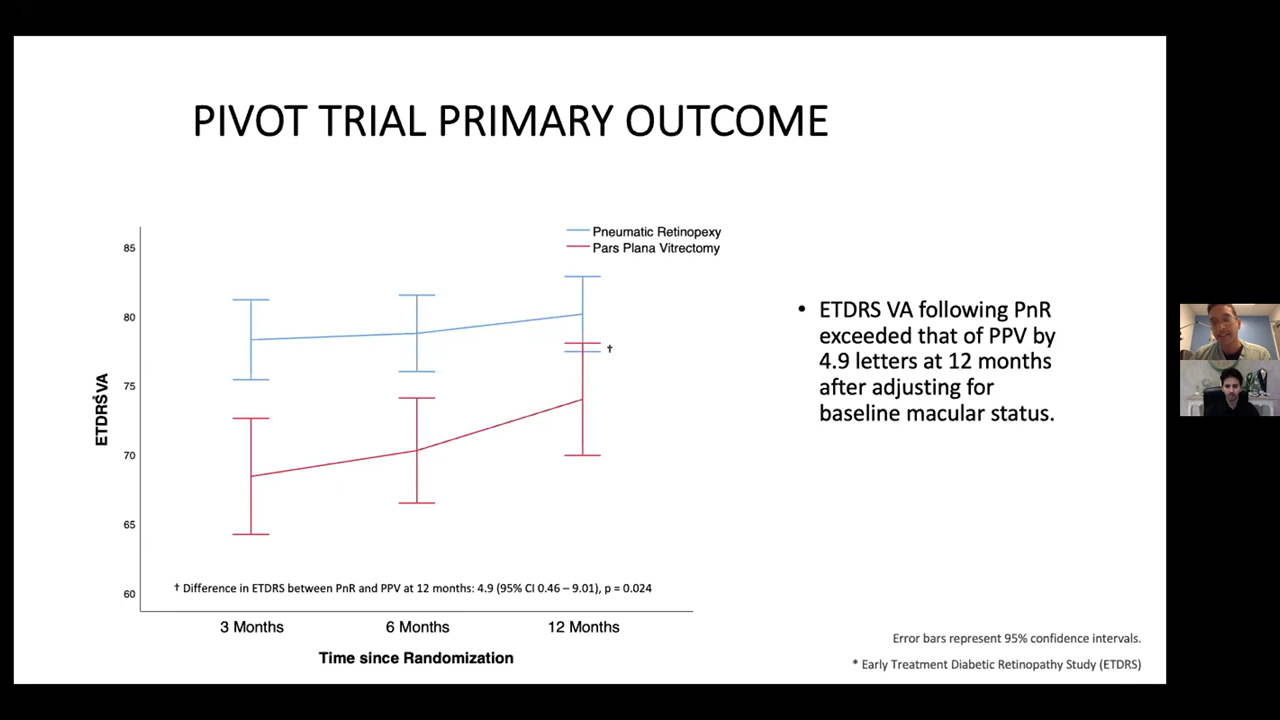 PIVOT TRIAL PRIMARY OUTCOME
Pneumatic Retinopexy
Pars Plana Vitrectomy
85
80
75
70
65
60
ETDRSVA
*
†
† Difference in ETDRS between PnR and PPV at 12 months: 4.9 (95% CI 0.46 – 9.01), p = 0.024
3 Months
6 Months
12 Months
Time since Randomization
• ETDRS VA following PnR
exceeded that of PPV by
4.9 letters at 12 months
after adjusting for
baseline macular status.
Error bars represent 95% confidence intervals.
* Early Treatment Diabetic Retinopathy Study (ETDRS)